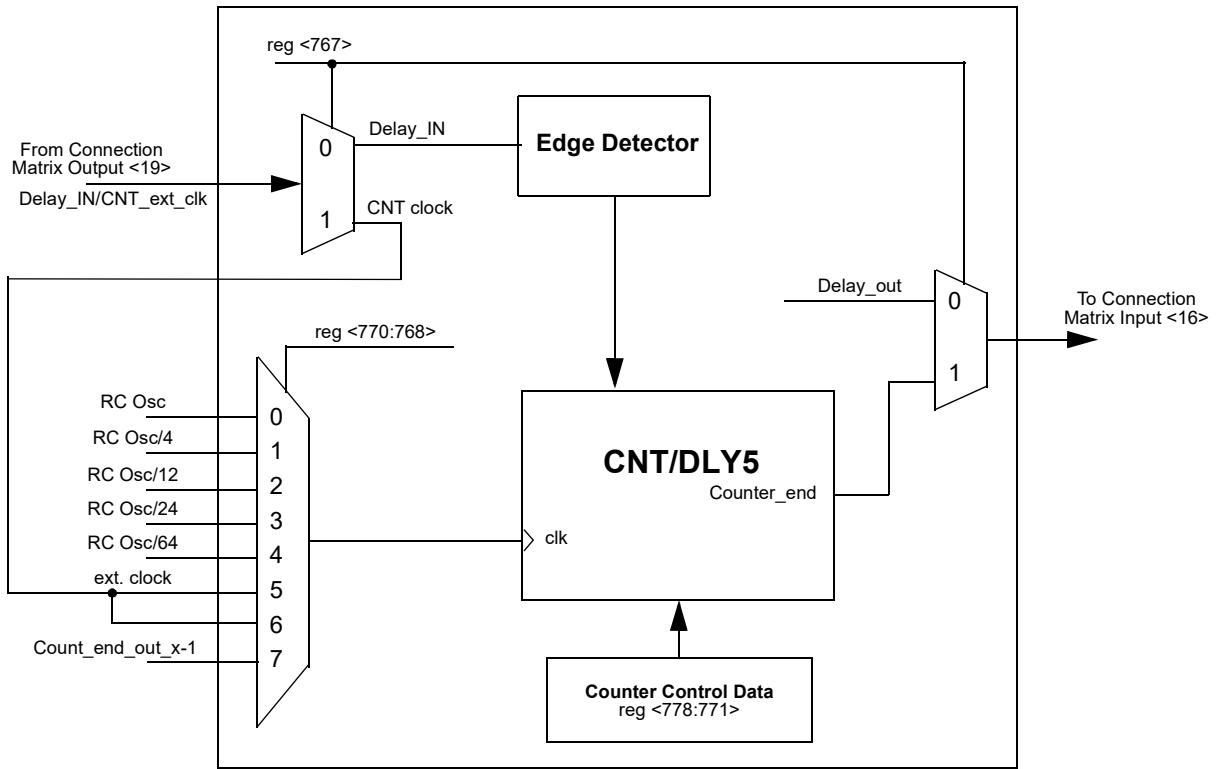 reg <767>
From Connection
Matrix Output <19>
Delay_IN/CNT_ext_clk
0
1
Delay_IN
CNT clock
Edge Detector
Delay_out
0
1
To Connection
Matrix Input <16>
reg <770:768>
RC Osc
0
RC Osc/4
1
RC Osc/12
2
RC Osc/24
3
RC Osc/64
4
ext. clock
5
6
Count_end_out_x-1
7
CNT/DLY5
Counter_end
clk
Counter Control Data
reg <778:771>